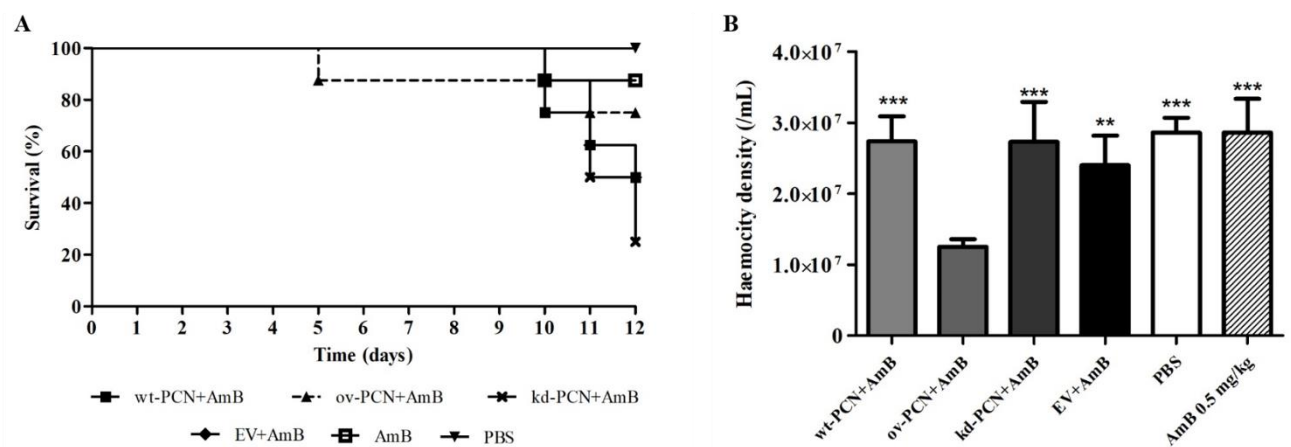 A
Survival (%)
100
80
60
40
20
0
0 1 2 3 4 5 6 7 8 9 10 11 12
Time (days)
wt-PCN+AmB ov-PCN+AmB kd-PCN+AmB
EV+AmB AmB PBS
B
Haemocity density (/mL)
4.0×10⁷
3.0×10⁷
2.0×10⁷
1.0×10⁷
0
*** *** ** *** ***
wt-PCN+AmB
ov-PCN+AmB
kd-PCN+AmB
EV+AmB
PBS
AmB 0.5 mg/kg